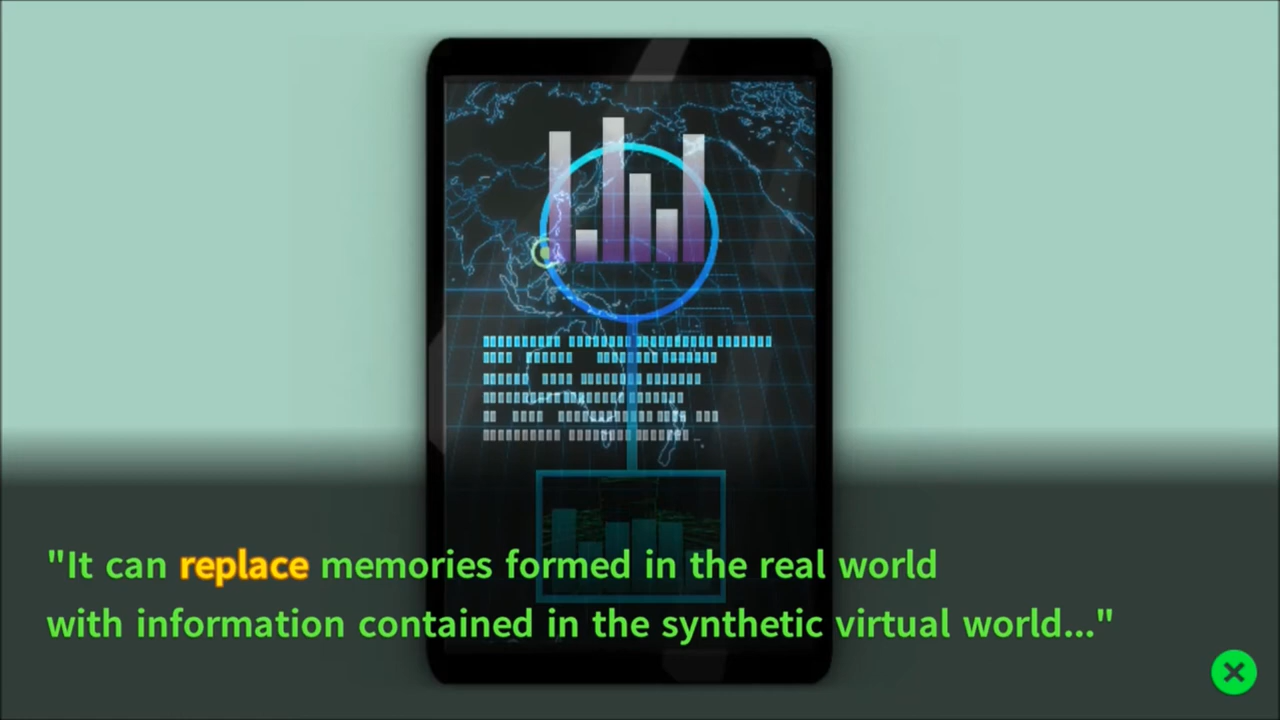 "It can replace memories formed in the real world
with information contained in the synthetic virtual world..."